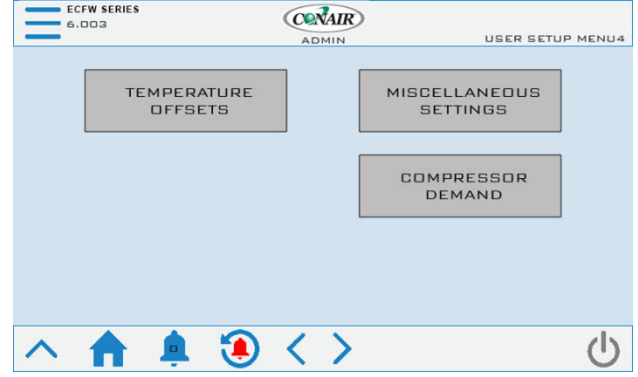 ECFW SERIES
6.003
CONAIR
ADMIN
USER SETUP MENU4
TEMPERATURE
OFFSETS
MISCELLANEOUS
SETTINGS
COMPRESSOR
DEMAND
0